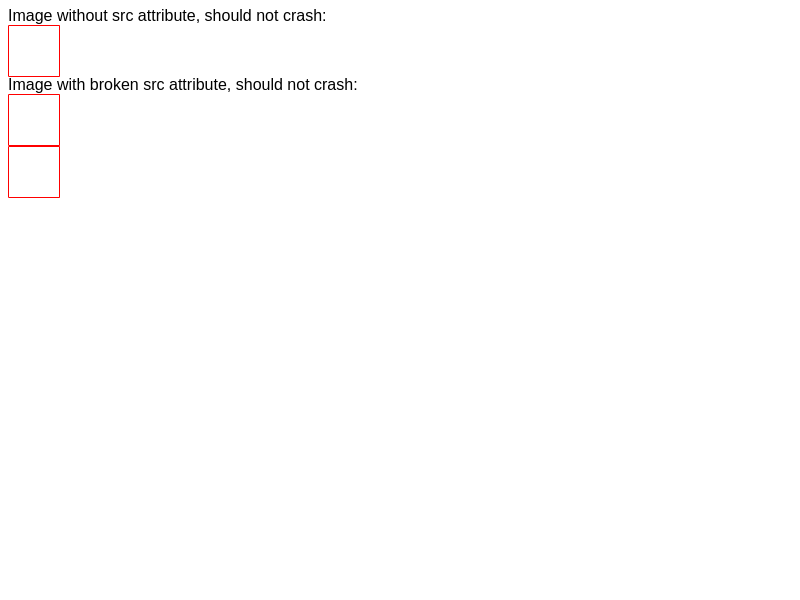 Image without src attribute, should not crash:
Image with broken src attribute, should not crash: